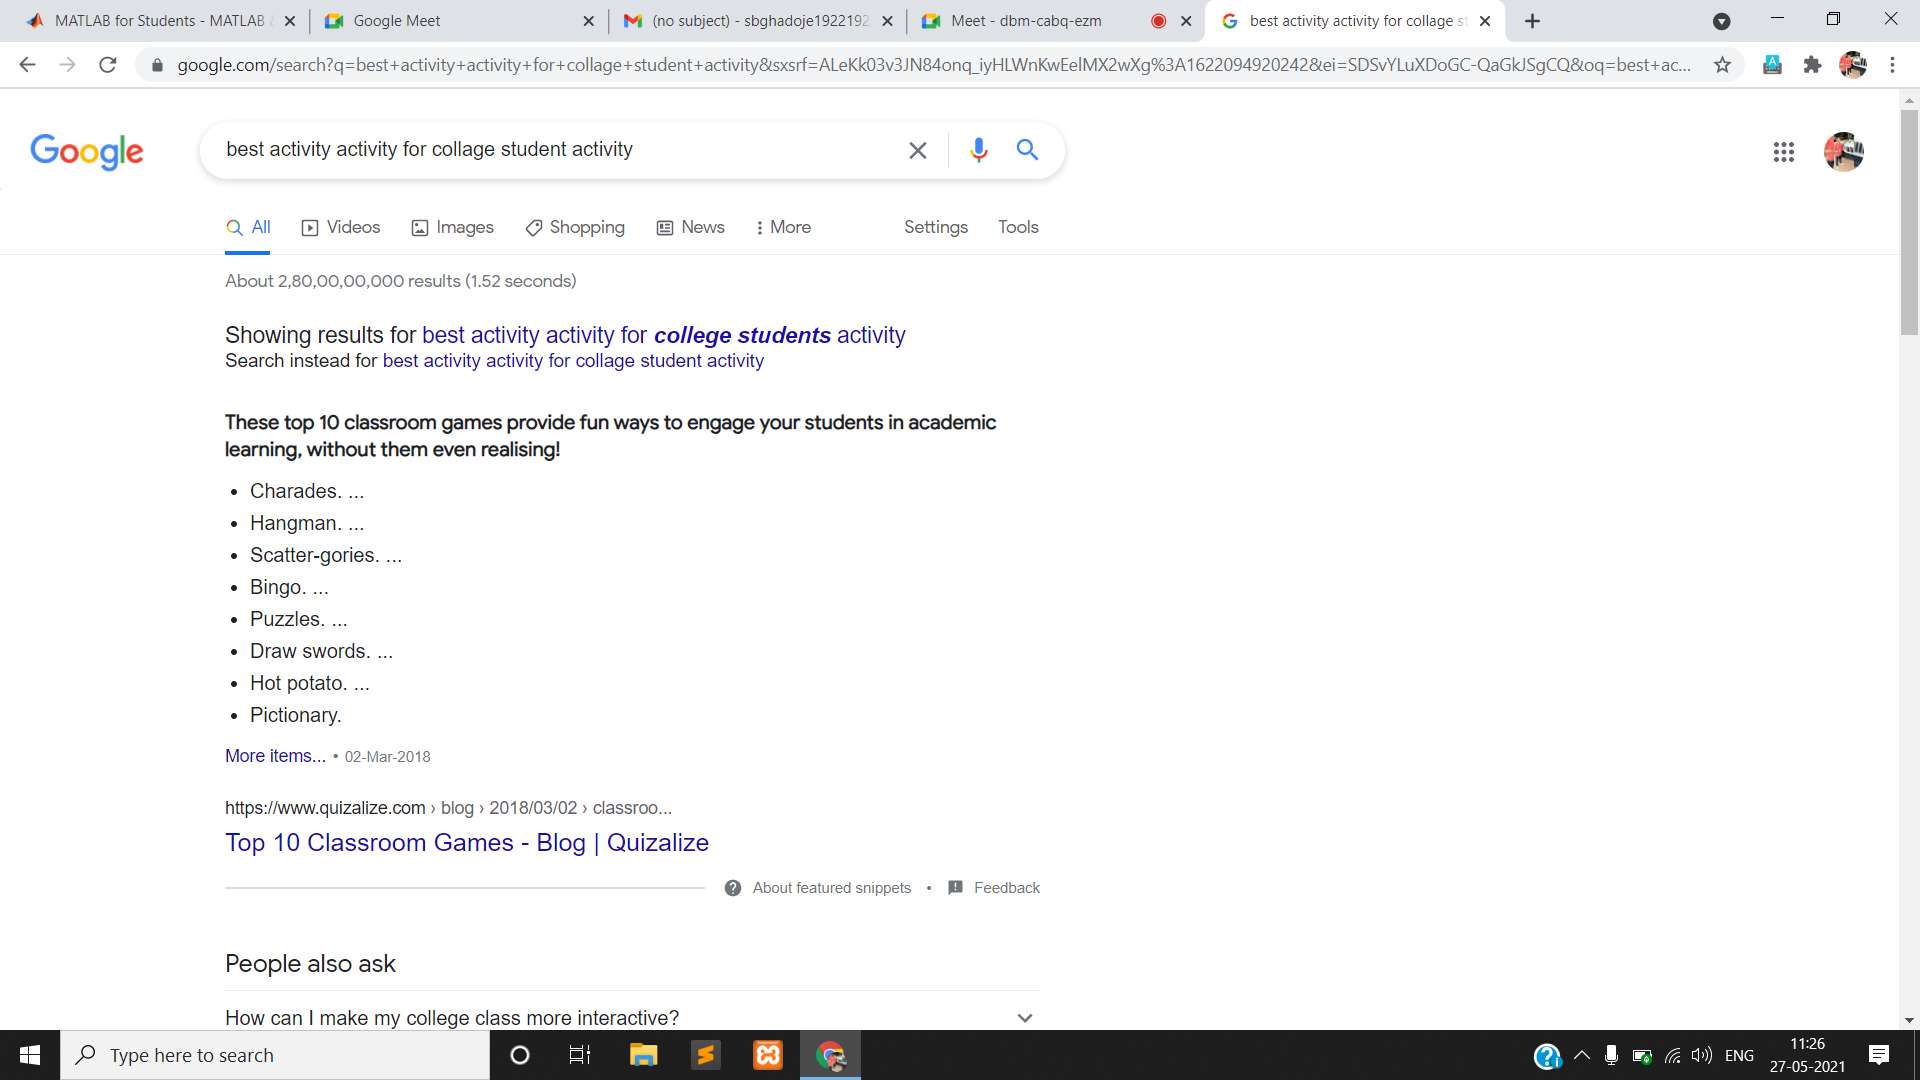 MATLAB for Students - MATLAB
Google Meet
(no subject) - sbghadoje1922192
Meet - dbm-cabq-ezm
best activity activity for collage st
google.com/search?q=best+activity+activity+for+collage+student+activity&sxsrf=ALeKk03v3JN84onq_iyHLWnKwEelMX2wXg%3A1622094920242&ei=SDSvYLuXDoGC-QaGkJSgCQ&oq=best+ac...
Google
best activity activity for collage student activity
All
Videos
Images
Shopping
News
More
Settings
Tools
About 2,80,00,00,000 results (1.52 seconds)
Showing results for best activity activity for college students activity
Search instead for best activity activity for collage student activity
These top 10 classroom games provide fun ways to engage your students in academic
learning, without them even realising!
• Charades. ...
• Hangman. ...
• Scatter-gories. ...
• Bingo. ...
• Puzzles. ...
• Draw swords. ...
• Hot potato. ...
• Pictionary.
More items... • 02-Mar-2018
https://www.quizalize.com › blog › 2018/03/02 › classroo...
Top 10 Classroom Games - Blog | Quizalize
About featured snippets • Feedback
People also ask
How can I make my college class more interactive?
Type here to search
ENG
11:26
27-05-2021